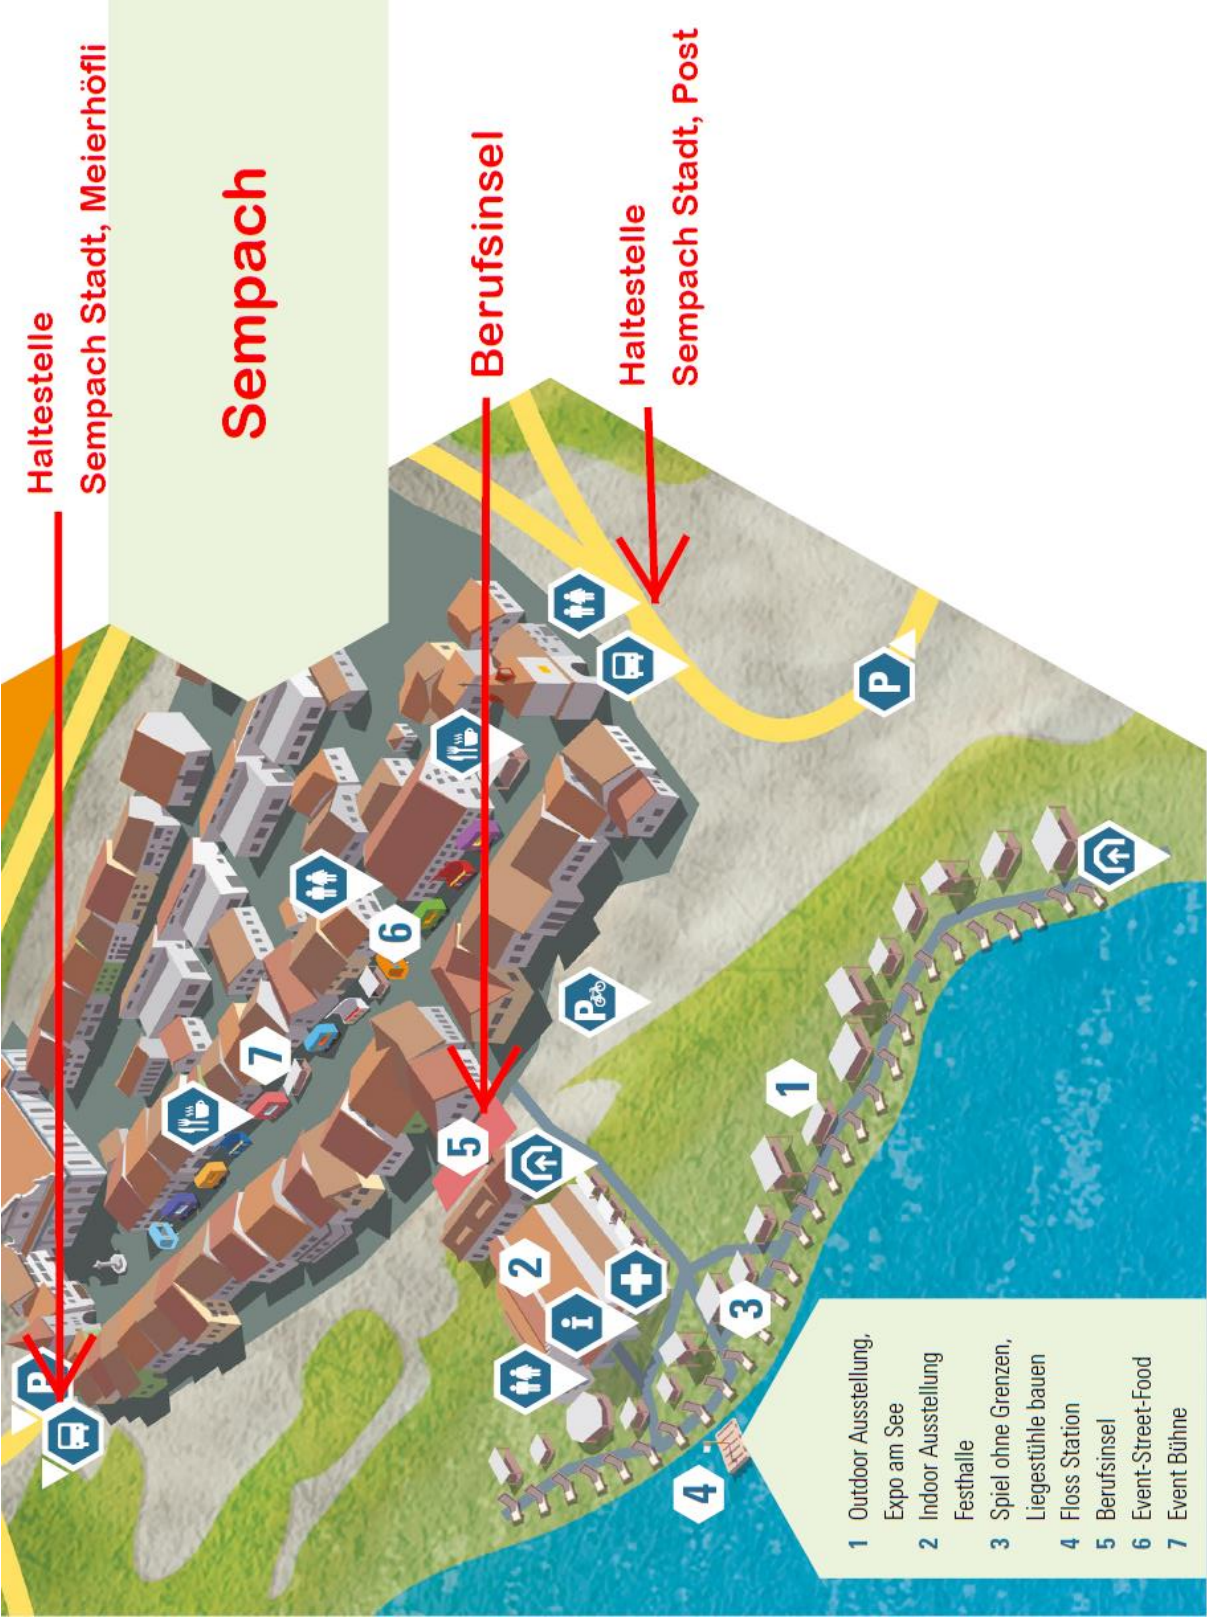 Haltestelle
Sempach Stadt, Meierhöfli
Sempach
Berufsinsel
Haltestelle
Sempach Stadt, Post
P
7
6
P
5
P
1
2
i
3
4
1 Outdoor Ausstellung,
Expo am See
2 Indoor Ausstellung
Festhalle
3 Spiel ohne Grenzen,
Liegestühle bauen
4 Floss Station
5 Berufsinsel
6 Event-Street-Food
7 Event Bühne